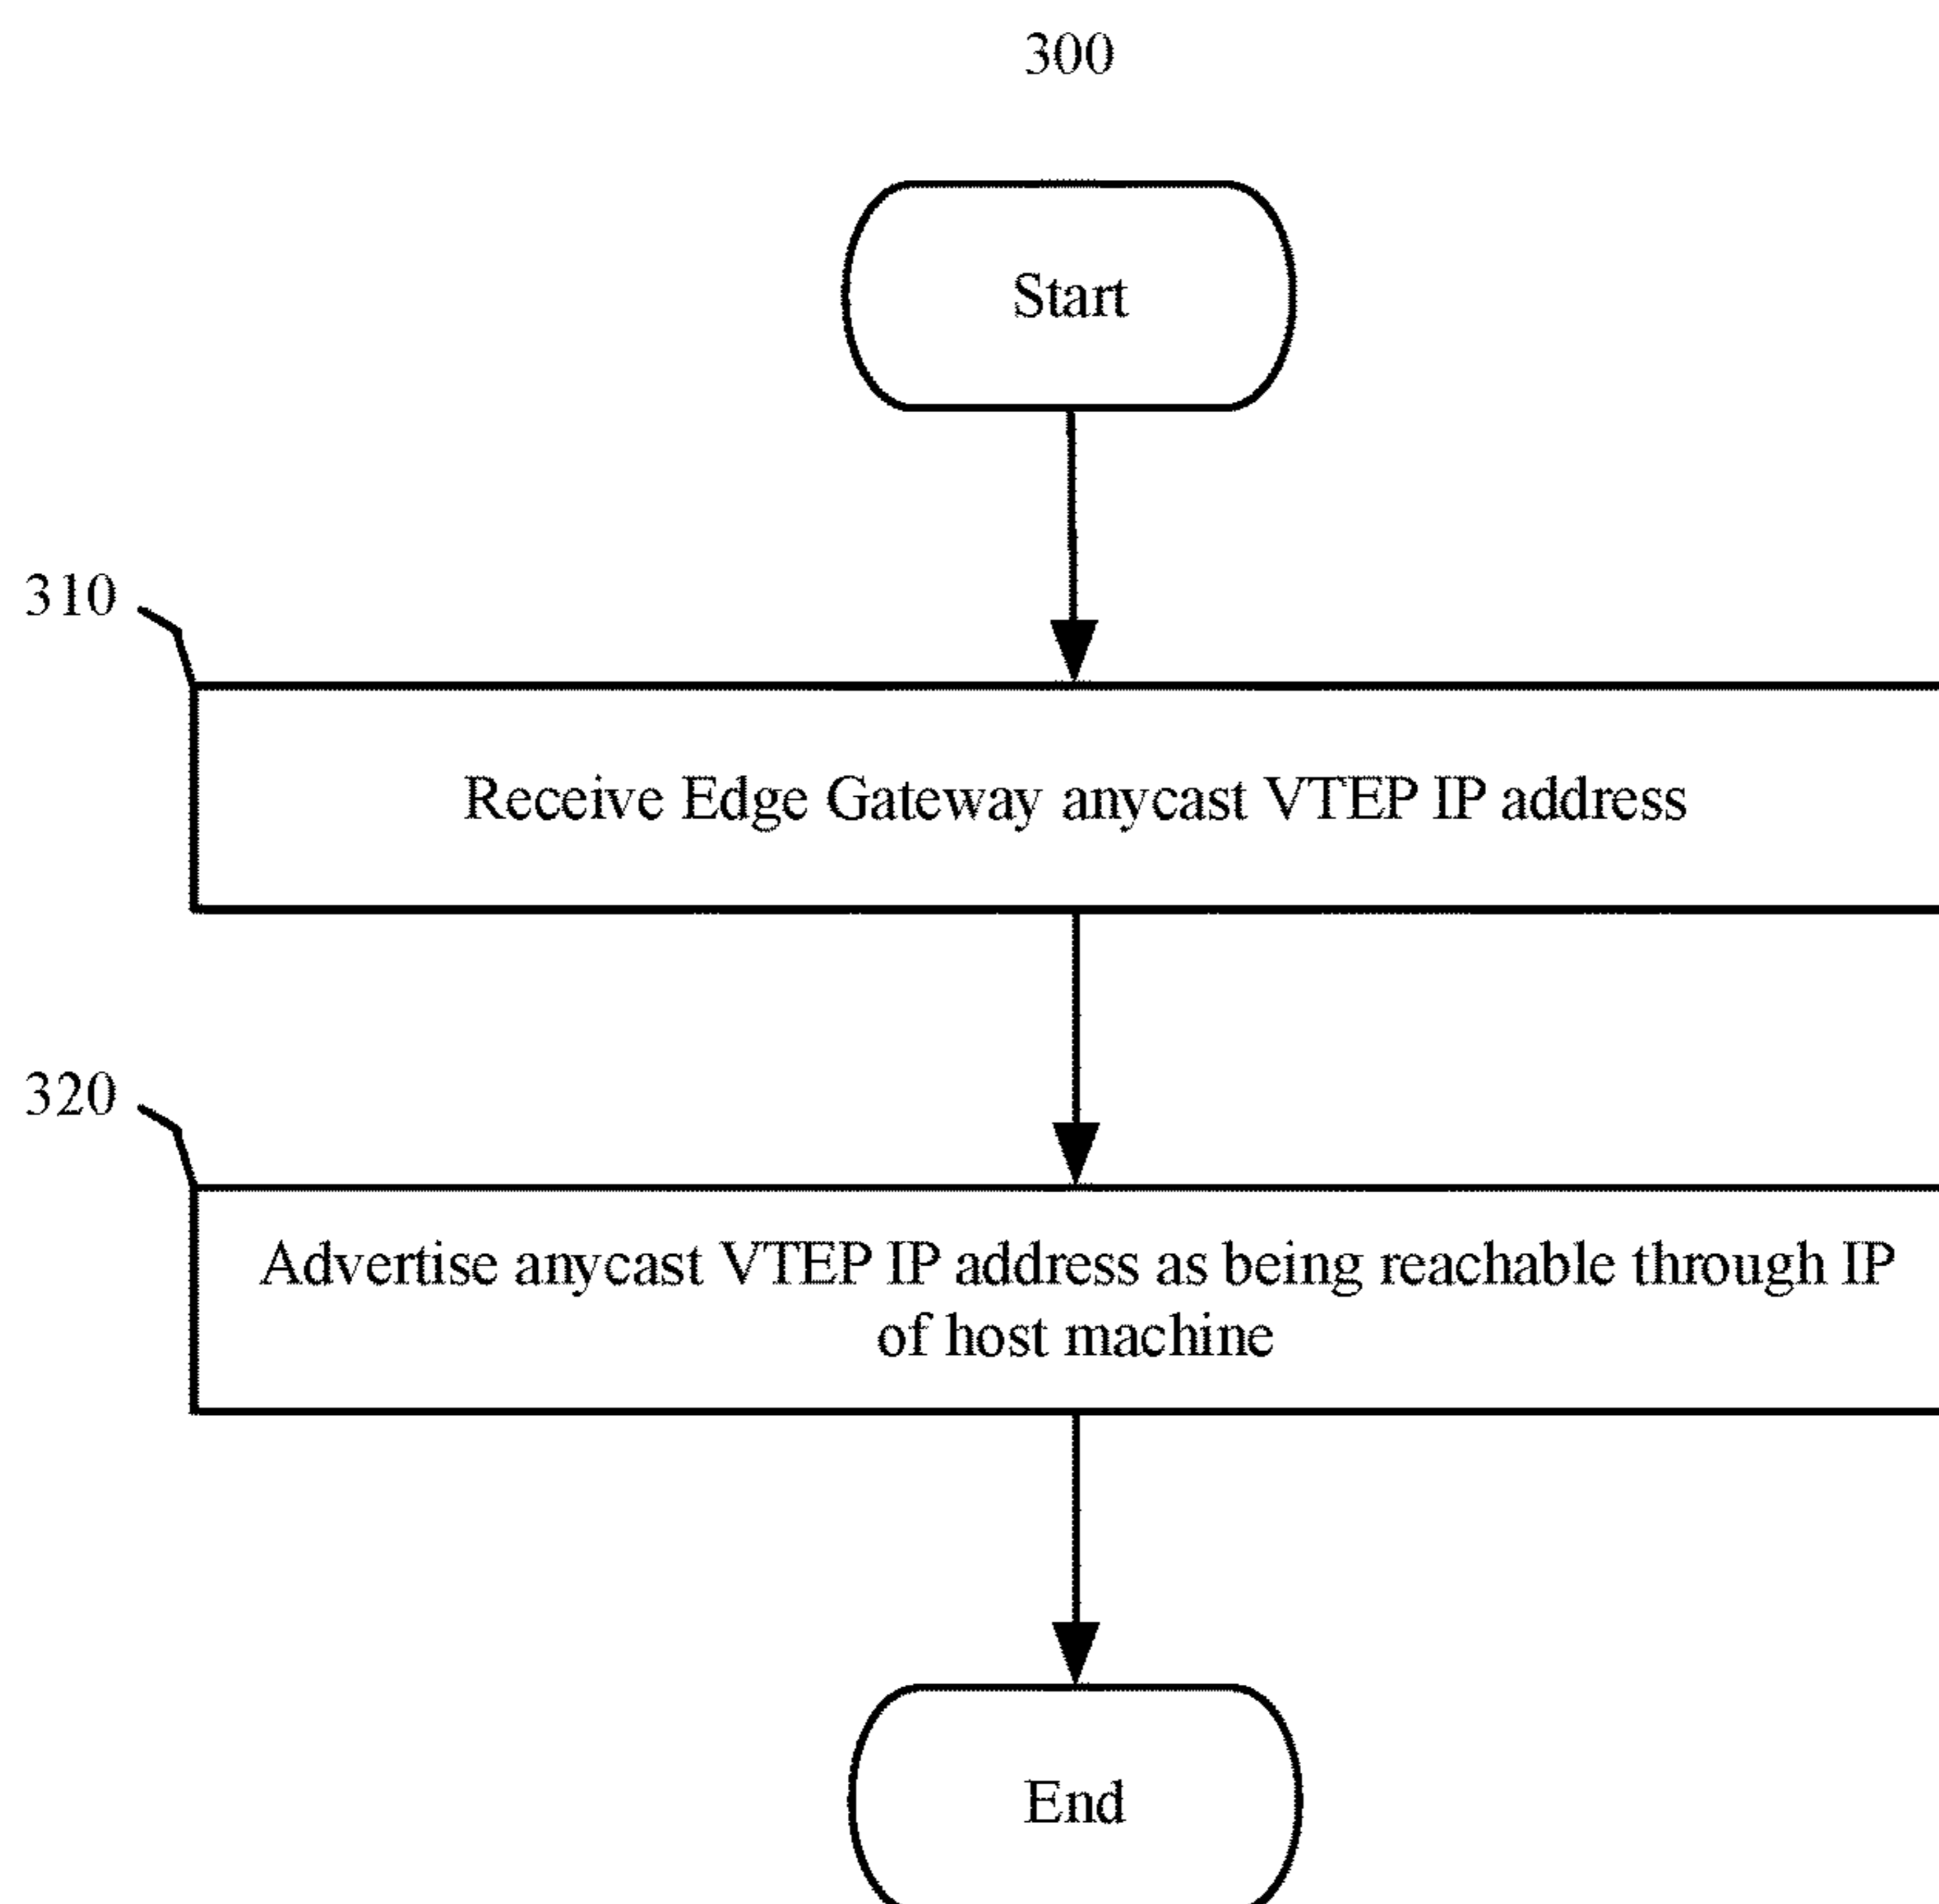 300
Start
310
Receive Edge Gateway anycast VTEP IP address
320
Advertise anycast VTEP IP address as being reachable through IP
of host machine
End